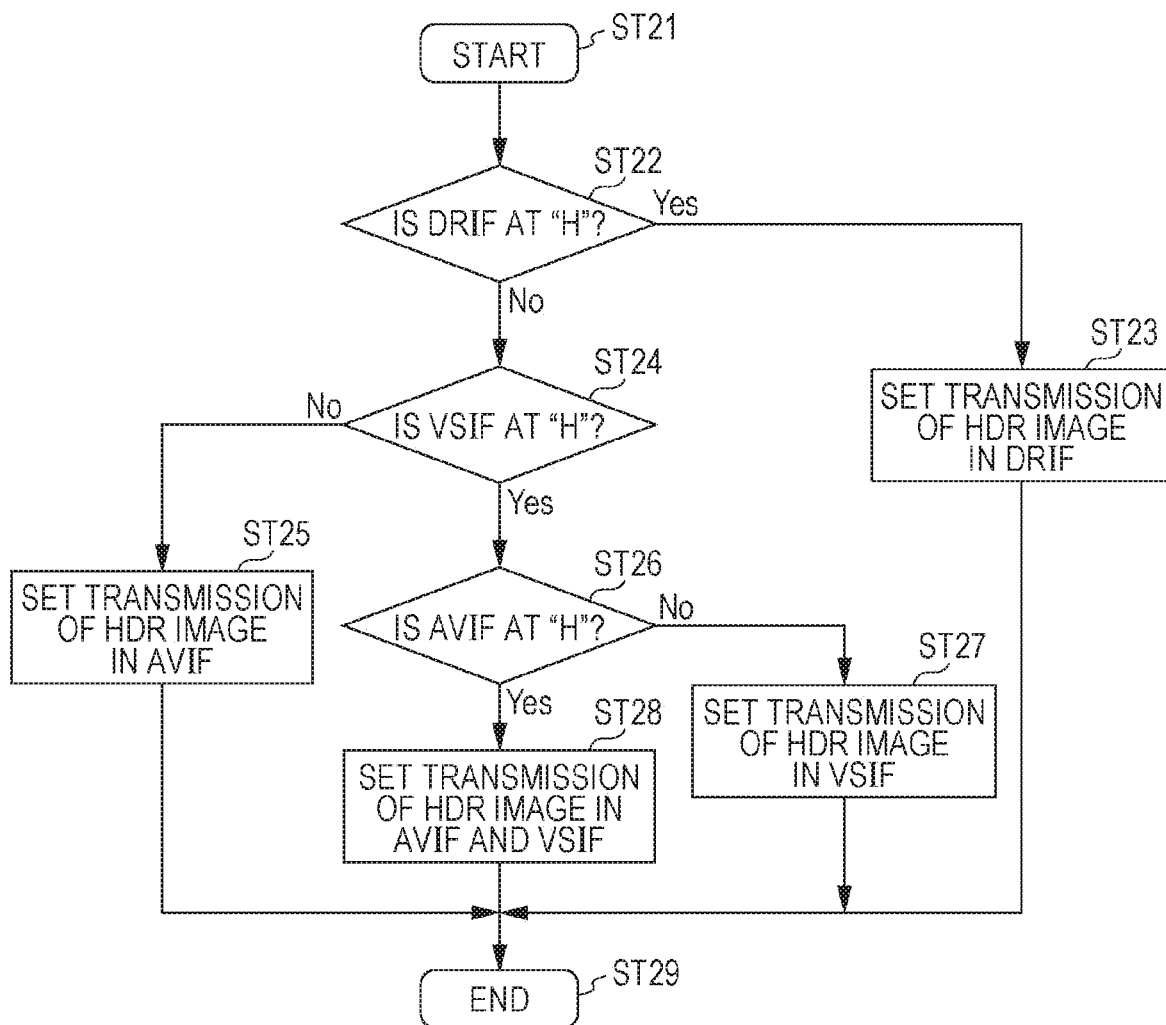 ST21
START
ST22
IS DRIF AT “H”?
Yes
No
ST23
SET TRANSMISSION
OF HDR IMAGE
IN DRIF
ST24
No
IS VSIF AT “H”?
Yes
ST25
SET TRANSMISSION
OF HDR IMAGE
IN AVIF
ST26
IS AVIF AT “H”?
No
Yes
ST27
SET TRANSMISSION
OF HDR IMAGE
IN VSIF
ST28
SET TRANSMISSION
OF HDR IMAGE IN
AVIF AND VSIF
ST29
END